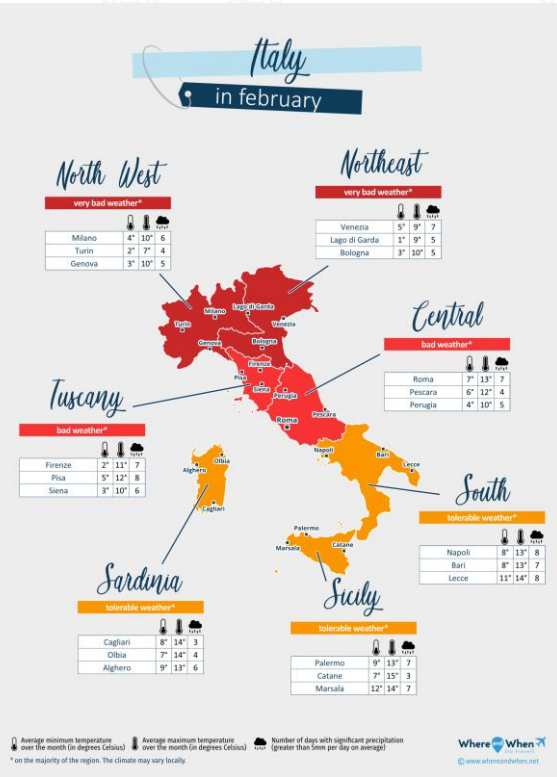 Italy
in february
North West
very bad weather*
Milano 4° 10° 6
Turin 2° 7° 4
Genova 3° 10° 5
Northeast
very bad weather*
Venezia 5° 9° 7
Lago di Garda 1° 9° 5
Bologna 3° 10° 5
Central
bad weather*
Roma 7° 13° 7
Pescara 6° 12° 4
Perugia 4° 10° 5
Tuscany
bad weather*
Firenze 2° 11° 7
Pisa 5° 12° 8
Siena 3° 10° 6
Lago di Garda
Milano
Venezia
Turin
Genova
Bologna
Firenze
Pisa
Siena
Perugia
Pescara
Roma
Napoli
Bari
Lecce
Olbia
Alghero
Cagliari
Palermo
Marsala
Catane
South
tolerable weather*
Napoli 8° 13° 8
Bari 8° 13° 7
Lecce 11° 14° 8
Sardinia
tolerable weather*
Cagliari 8° 14° 3
Olbia 7° 14° 4
Alghero 9° 13° 6
Sicily
tolerable weather*
Palermo 9° 13° 7
Catane 7° 15° 3
Marsala 12° 14° 7
Average minimum temperature
over the month (in degrees Celsius)
Average maximum temperature
over the month (in degrees Celsius)
Number of days with significant precipitation
(greater than 5mm per day on average)
* on the majority of the region. The climate may vary locally.
Where and When
© www.whereandwhen.net